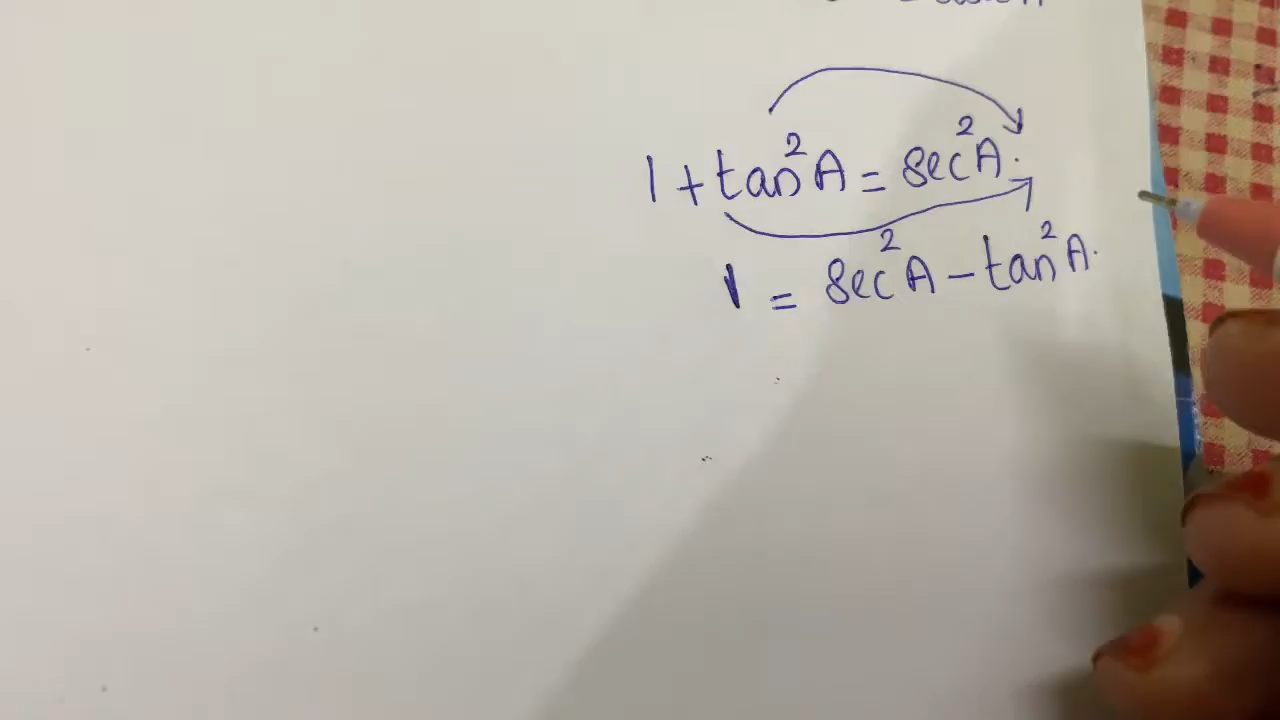 1 + tan²A = sec²A.
1 = sec²A − tan²A.